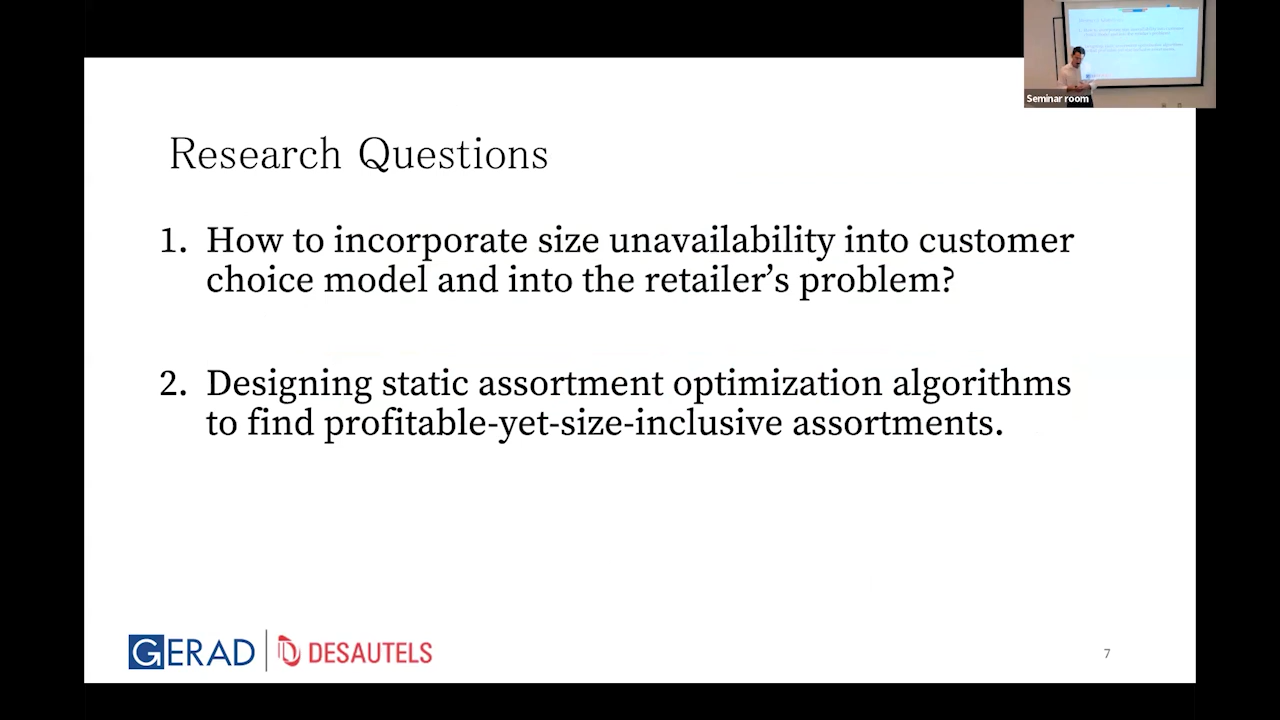 Seminar room
Research Questions
1. How to incorporate size unavailability into customer
choice model and into the retailer’s problem?
2. Designing static assortment optimization algorithms
to find profitable-yet-size-inclusive assortments.
GERAD DESAUTELS
7